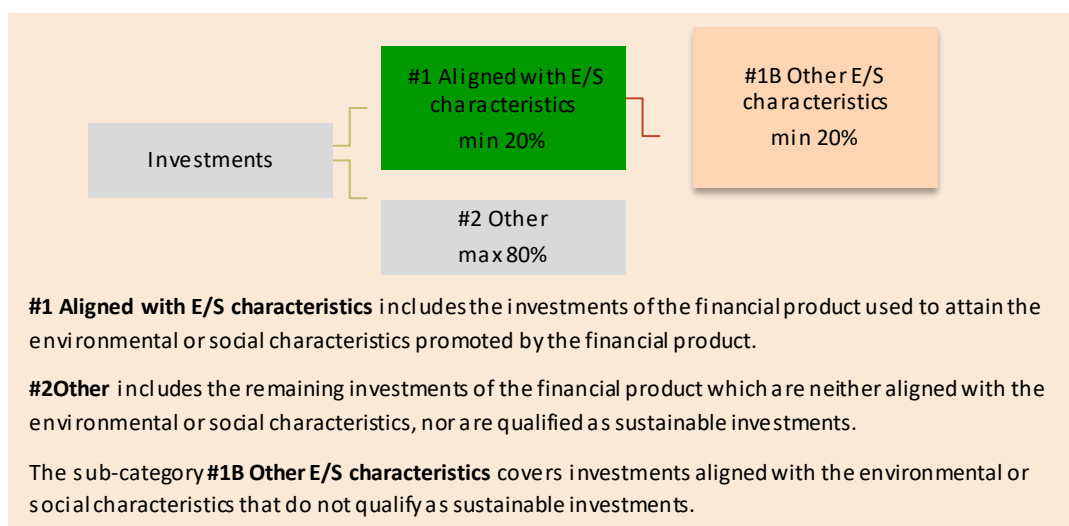 Investments
#1 Aligned with E/S
characteristics
min 20%
#1B Other E/S
characteristics
min 20%
#2 Other
max 80%
#1 Aligned with E/S characteristics includes the investments of the financial product used to attain the
environmental or social characteristics promoted by the financial product.
#2Other includes the remaining investments of the financial product which are neither aligned with the
environmental or social characteristics, nor are qualified as sustainable investments.
The sub-category #1B Other E/S characteristics covers investments aligned with the environmental or
social characteristics that do not qualify as sustainable investments.